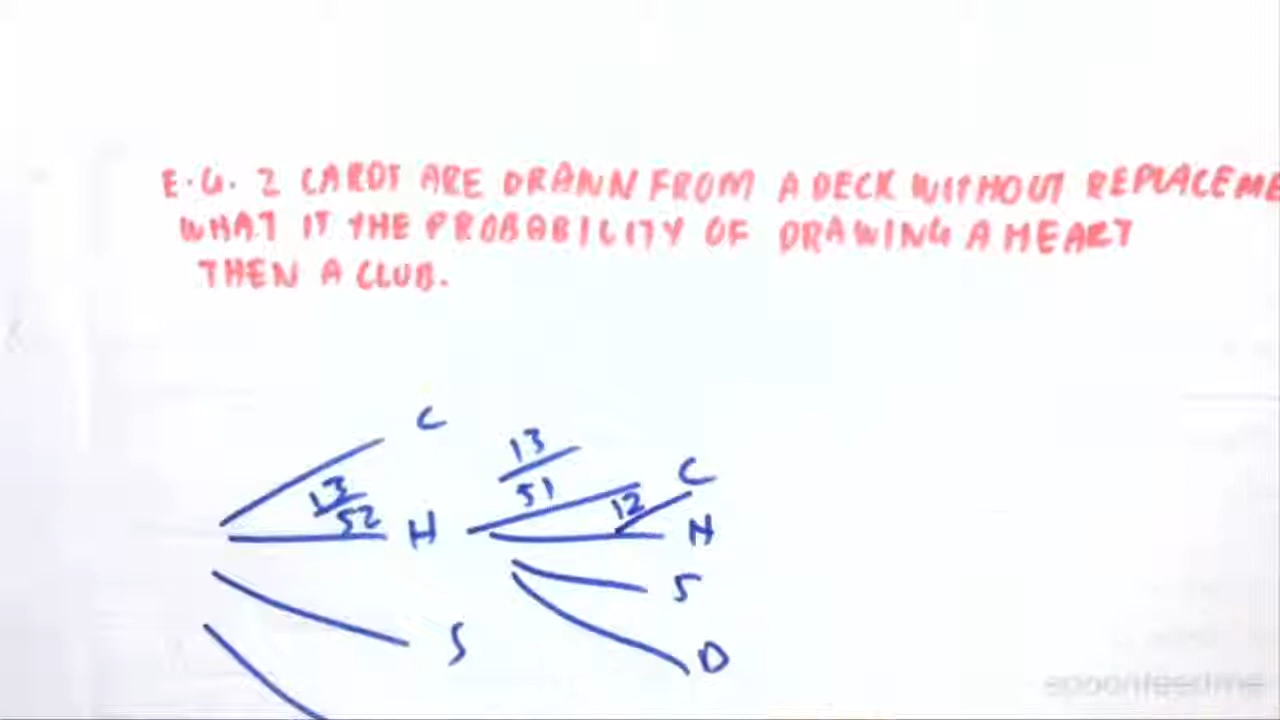 E.G. 2 CARDS ARE DRAWN FROM A DECK WITHOUT REPLACEME
WHAT IS THE PROBABILITY OF DRAWING A HEART
THEN A CLUB.
C
13
51
C
13
52
H
12
H
S
S
D